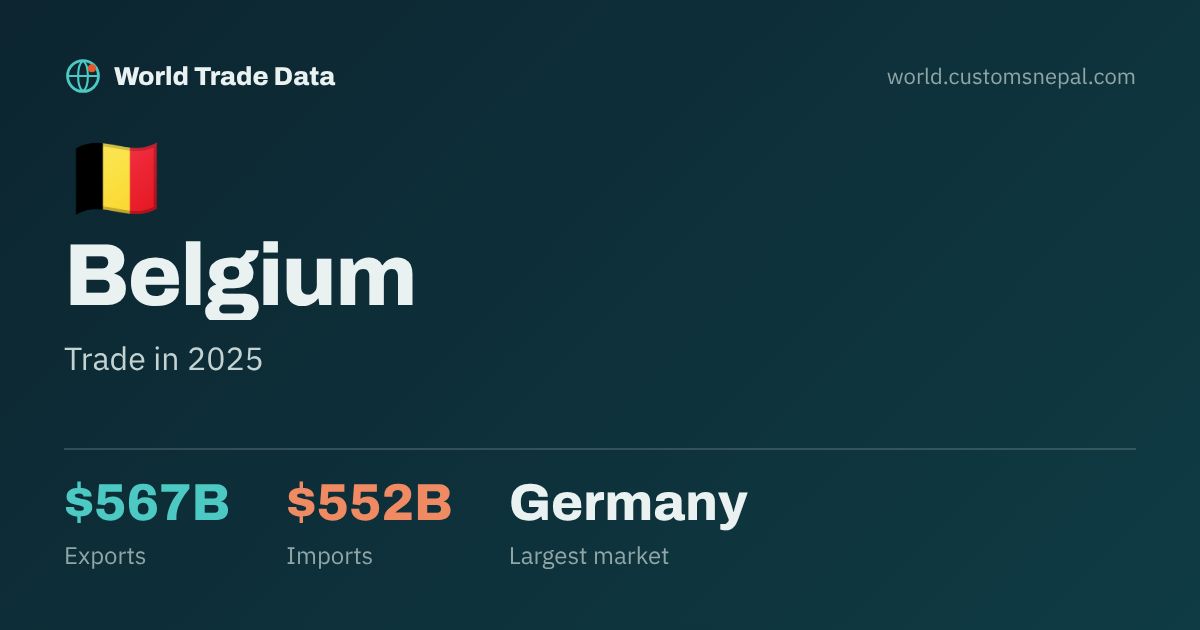 World Trade Data
world.customsnepal.com
Belgium
Trade in 2025
$567B
Exports
$552B
Imports
Germany
Largest market